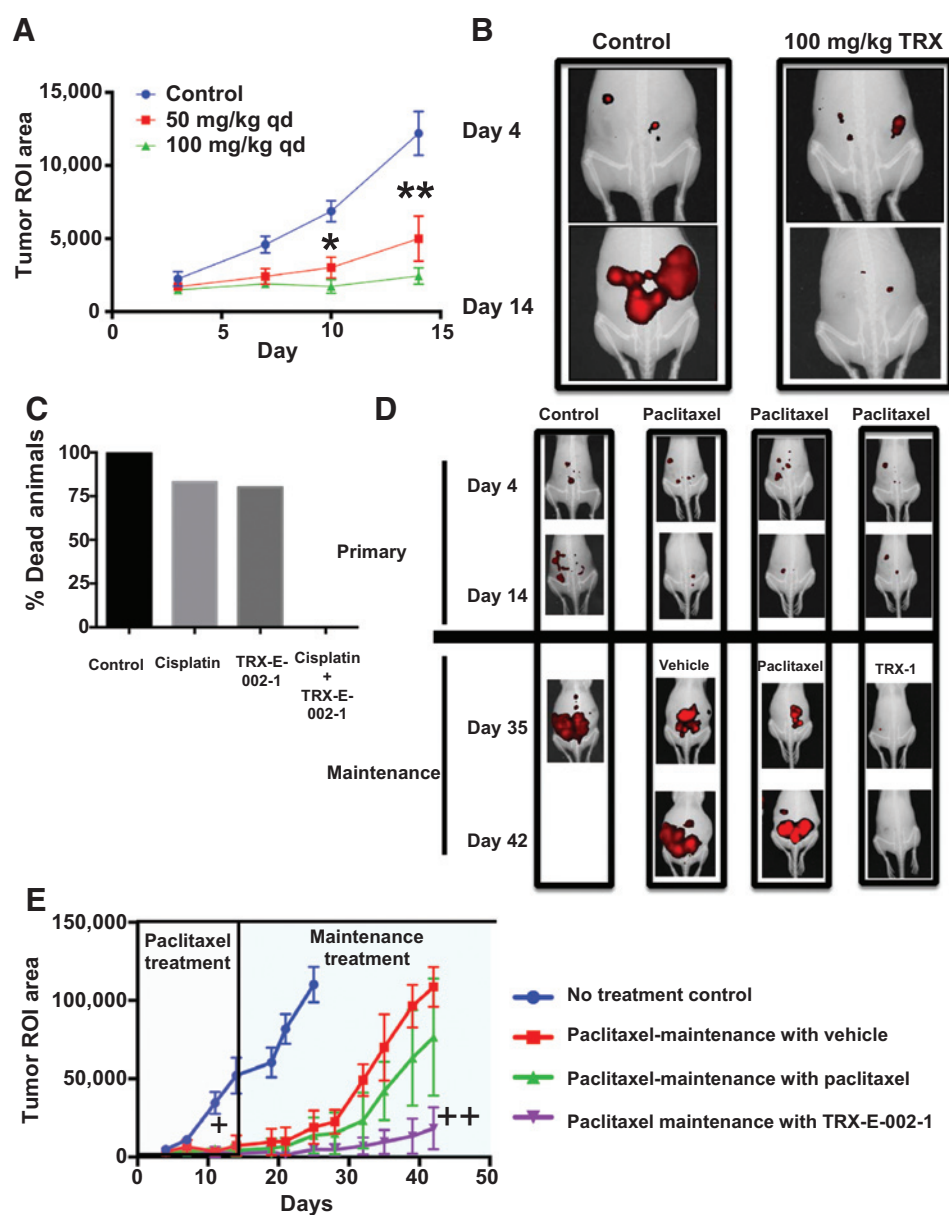 A
Control
50 mg/kg qd
100 mg/kg qd
Tumor ROI area
15,000
10,000
5,000
0
*
**
0
5
10
15
Day
B
Control
100 mg/kg TRX
Day 4
Day 14
C
% Dead animals
100
75
50
25
0
Control
Cisplatin
TRX-E-
002-1
Cisplatin
+
TRX-E-
002-1
D
Control
Paclitaxel
Paclitaxel
Paclitaxel
Primary
Day 4
Day 14
Vehicle
Paclitaxel
TRX-1
Maintenance
Day 35
Day 42
E
Tumor ROI area
150,000
100,000
50,000
0
Paclitaxel
treatment
Maintenance
treatment
+
++
0
10
20
30
40
50
Days
No treatment control
Paclitaxel-maintenance with vehicle
Paclitaxel-maintenance with paclitaxel
Paclitaxel maintenance with TRX-E-002-1